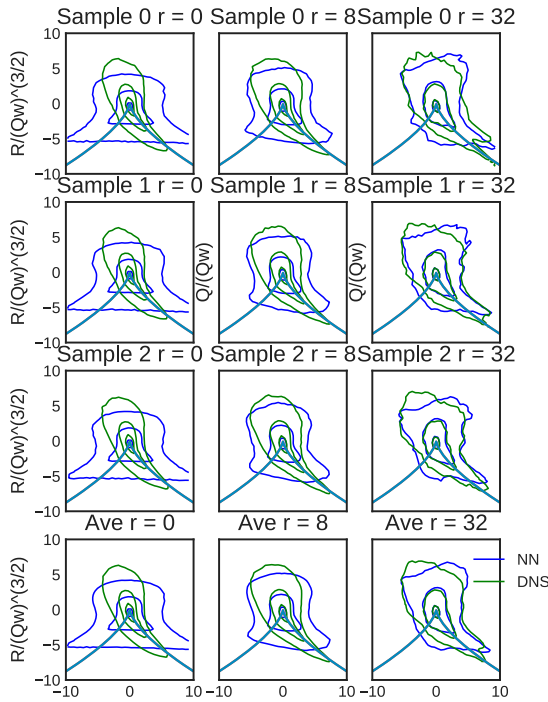 Sample 0 r = 0 Sample 0 r = 8 Sample 0 r = 32
10
5
0
−5
−10
R/(Qw)^(3/2)
Sample 1 r = 0 Sample 1 r = 8 Sample 1 r = 32
10
5
0
−5
−10
R/(Qw)^(3/2)
Q/(Qw)
Q/(Qw)
Sample 2 r = 0 Sample 2 r = 8 Sample 2 r = 32
10
5
0
−5
−10
R/(Qw)^(3/2)
Ave r = 0 Ave r = 8 Ave r = 32
10
5
0
−5
−10
R/(Qw)^(3/2)
NN
DNS
−10 0 10 −10 0 10 −10 0 10